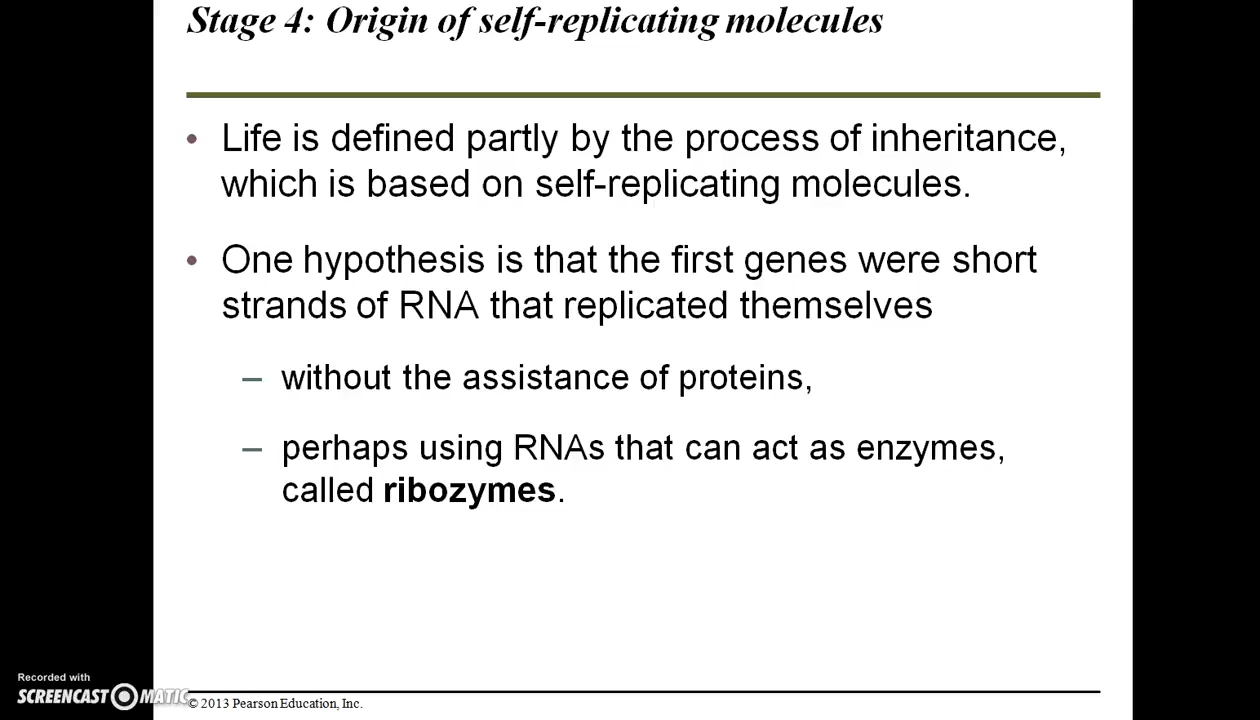 Stage 4: Origin of self-replicating molecules
• Life is defined partly by the process of inheritance,
which is based on self-replicating molecules.
• One hypothesis is that the first genes were short
strands of RNA that replicated themselves
– without the assistance of proteins,
– perhaps using RNAs that can act as enzymes,
called ribozymes.
Recorded with
SCREENCAST MATIC
© 2013 Pearson Education, Inc.